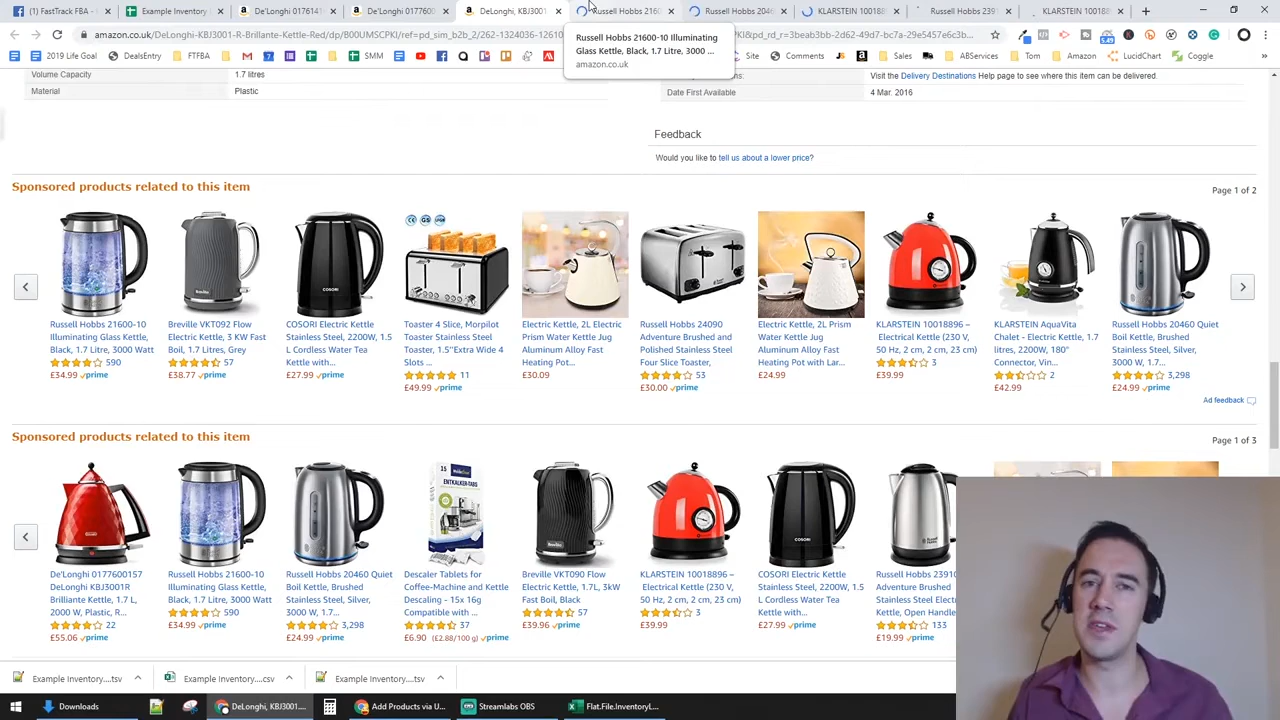 (1) FastTrack FBA -
Example Inventory.
De'Longhi 0177600
DeLonghi KBJ3001
Russell Hobbs 2160
Russell Hobbs 2046
KLARSTEIN 1001889
KLARSTEIN 1001889
amazon.co.uk/DeLonghi-KBJ3001-R-Brillante-Kettle-Red/dp/B00UMSCPKI/ref=pd_sim_b2b_2/262-1324036-12610
Russell Hobbs 21600-10 Illuminating
Glass Kettle, Black, 1.7 Litre, 3000 ...
amazon.co.uk
2019 Life Goal
DealsEntry
FTFBA
SMM
Site
Comments
JS
Sales
ABServices
Tom
Amazon
LucidChart
Coggle
Volume Capacity
1.7 litres
Material
Plastic
Visit the Delivery Destinations Help page to see where this item can be delivered.
Date First Available
4 Mar. 2016
Feedback
Would you like to tell us about a lower price?
Sponsored products related to this item
Page 1 of 2
Russell Hobbs 21600-10
Illuminating Glass Kettle,
Black, 1.7 Litre, 3000 Watt
590
£34.99 prime
Breville VKT092 Flow
Electric Kettle, 3 KW Fast
Boil, 1.7 Litres, Grey
57
£38.77 prime
COSORI Electric Kettle
Stainless Steel, 2200W, 1.5
L Cordless Water Tea
Kettle with...
£27.99 prime
Toaster 4 Slice, Morpilot
Toaster Stainless Steel
Toaster, 1.5''Extra Wide 4
Slots ...
11
£49.99 prime
Electric Kettle, 2L Electric
Prism Water Kettle Jug
Aluminum Alloy Fast
Heating Pot...
£30.09
Russell Hobbs 24090
Adventure Brushed and
Polished Stainless Steel
Four Slice Toaster,
53
£30.00 prime
Electric Kettle, 2L Prism
Water Kettle Jug
Aluminum Alloy Fast
Heating Pot with Lar...
£24.99
KLARSTEIN 10018896 –
Electrical Kettle (230 V,
50 Hz, 2 cm, 2 cm, 23 cm)
3
£39.99
KLARSTEIN AquaVita
Chalet - Electric Kettle, 1.7
litres, 2200W, 180°
Connector, Vin...
2
£42.99
Russell Hobbs 20460 Quiet
Boil Kettle, Brushed
Stainless Steel, Silver,
3000 W, 1.7...
3,298
£24.99 prime
Ad feedback
Sponsored products related to this item
Page 1 of 3
De'Longhi 0177600157
DeLonghi KBJ3001R
Brilliante Kettle, 1.7 L,
2000 W, Plastic, R...
22
£55.06 prime
Russell Hobbs 21600-10
Illuminating Glass Kettle,
Black, 1.7 Litre, 3000 Watt
590
£34.99 prime
Russell Hobbs 20460 Quiet
Boil Kettle, Brushed
Stainless Steel, Silver,
3000 W, 1.7...
3,298
£24.99 prime
15
ENTKALKER-TABS
Descaler Tablets for
Coffee-Machine and Kettle
Descaling - 15x 16g
Compatible with ...
37
£6.90 (£2.88/100 g) prime
Breville VKT090 Flow
Electric Kettle, 1.7L, 3kW
Fast Boil, Black
57
£39.96 prime
KLARSTEIN 10018896 –
Electrical Kettle (230 V,
50 Hz, 2 cm, 2 cm, 23 cm)
3
£39.99
COSORI Electric Kettle
Stainless Steel, 2200W, 1.5
L Cordless Water Tea
Kettle with...
£27.99 prime
Russell Hobbs 23910
Adventure Brushed
Stainless Steel Electri
Kettle, Open Handle
133
£19.99 prime
Example Inventory....tsv
Example Inventory....csv
Example Inventory....tsv
Downloads
DeLonghi, KBJ3001....
Add Products via U...
Streamlabs OBS
Flat.File.InventoryL...